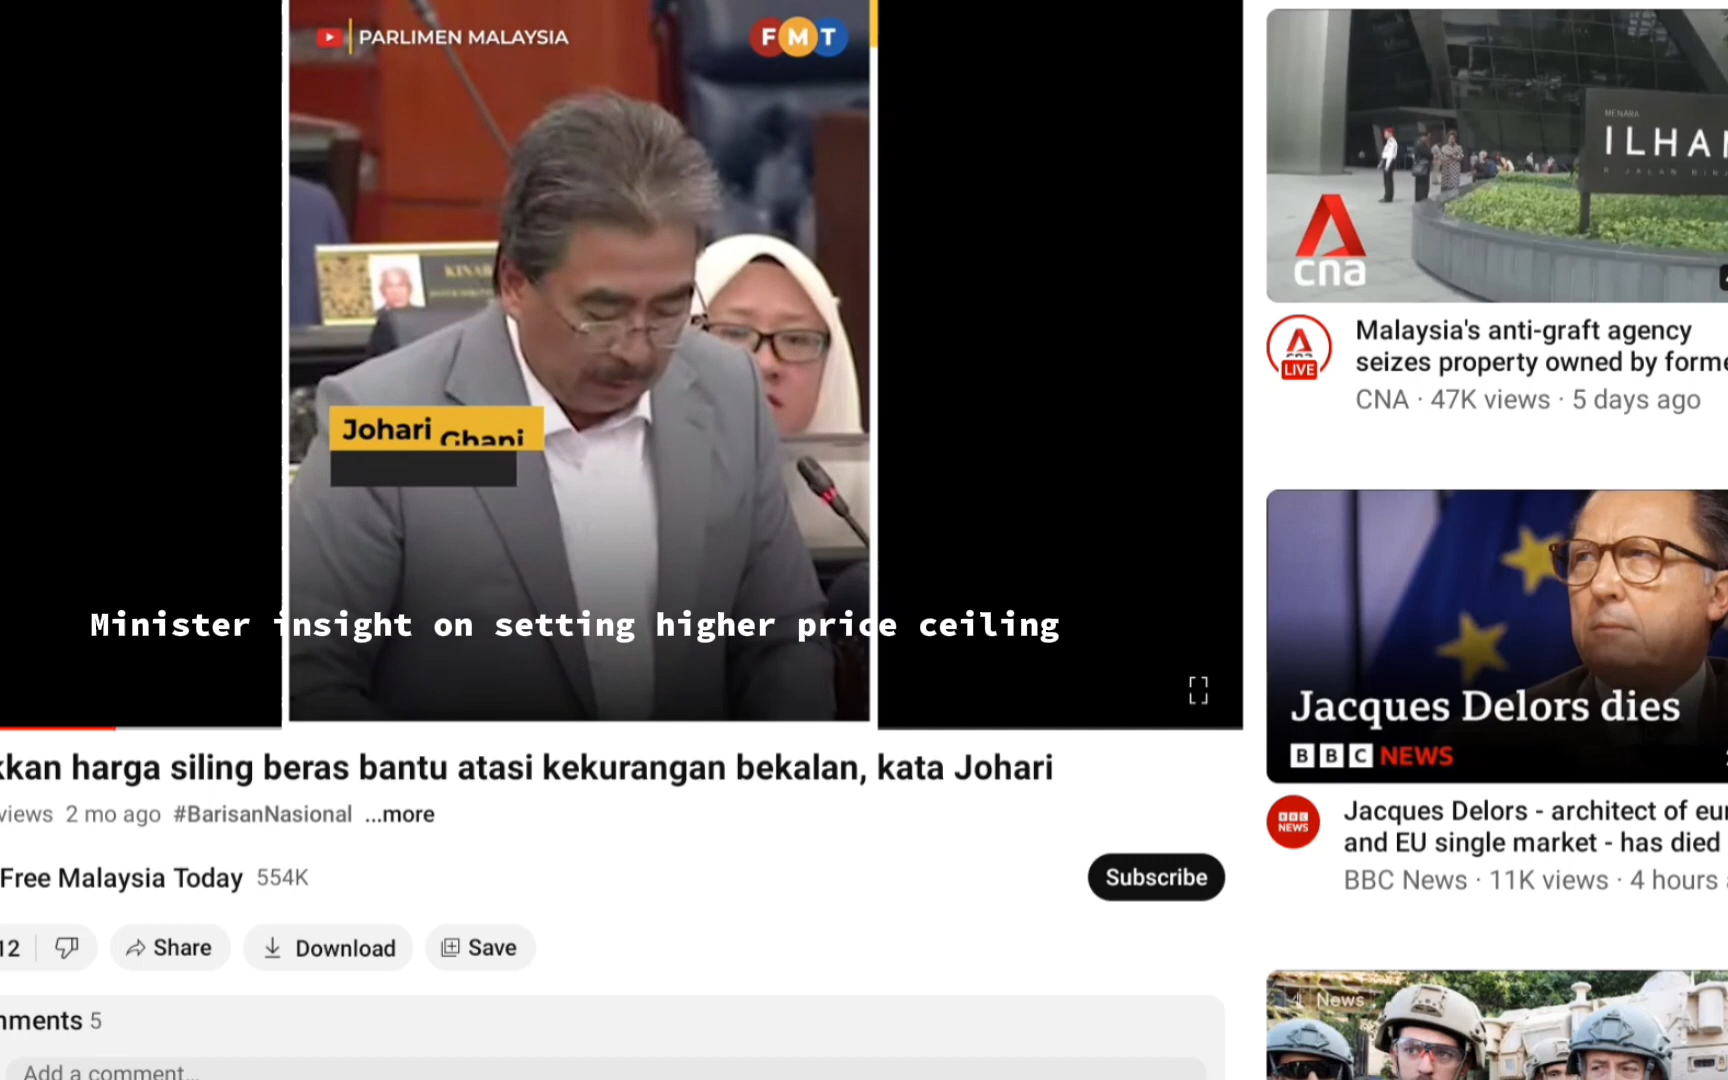 PARLIMEN MALAYSIA
FMT
KINAB
Johari Ghani
Minister insight on setting higher price ceiling
kkan harga siling beras bantu atasi kekurangan bekalan, kata Johari
views 2 mo ago #BarisanNasional ...more
Free Malaysia Today 554K
Subscribe
12 Share Download Save
mments 5
Add a comment...
MENARA
ILHAM
cna
LIVE
Malaysia's anti-graft agency
seizes property owned by forme
CNA · 47K views · 5 days ago
Jacques Delors dies
BBC NEWS
BBC
NEWS
Jacques Delors - architect of eur
and EU single market - has died
BBC News · 11K views · 4 hours
News